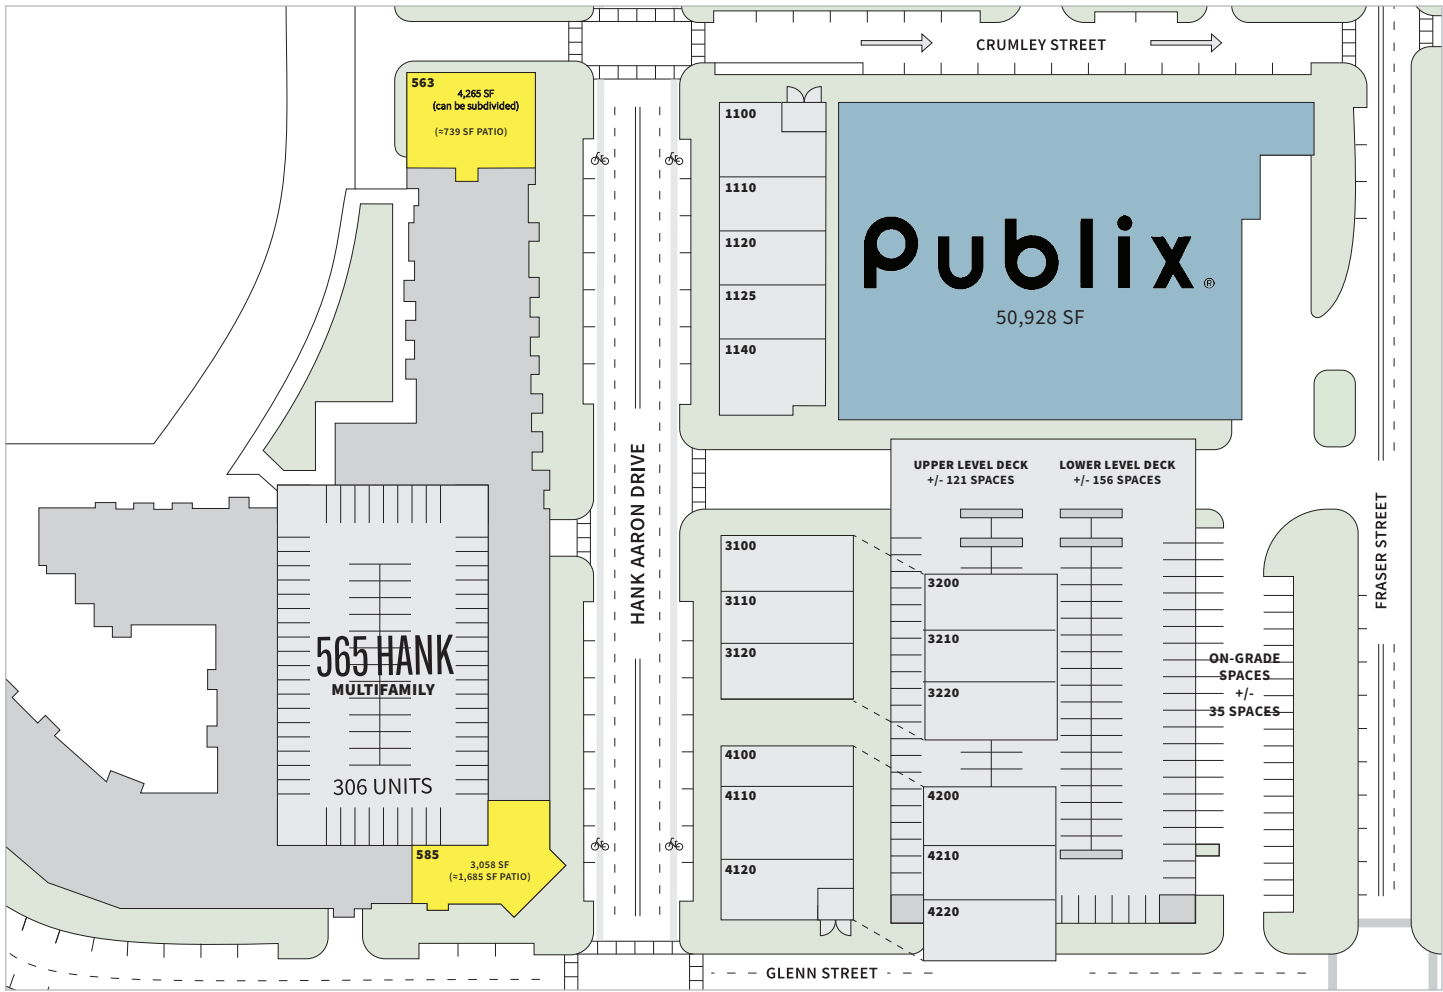 CRUMLEY STREET
563
4,265 SF
(can be subdivided)
(≈739 SF PATIO)
1100
1110
1120
1125
1140
Publix®
50,928 SF
HANK AARON DRIVE
FRASER STREET
UPPER LEVEL DECK
+/- 121 SPACES
LOWER LEVEL DECK
+/- 156 SPACES
3100
3110
3120
3200
3210
3220
ON-GRADE
SPACES
+/-
35 SPACES
565 HANK
MULTIFAMILY
306 UNITS
4100
4110
4120
4200
4210
4220
585
3,058 SF
(≈1,685 SF PATIO)
GLENN STREET